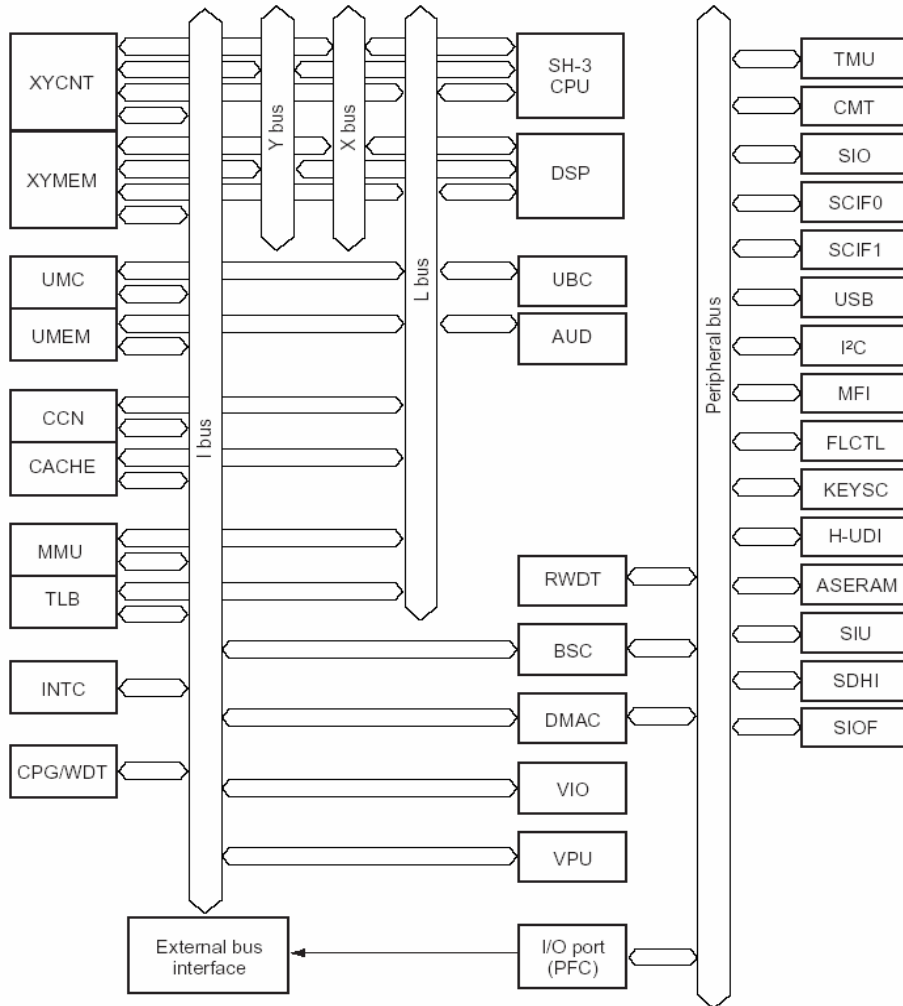 XYCNT
XYMEM
UMC
UMEM
CCN
CACHE
MMU
TLB
INTC
CPG/WDT
I bus
Y bus
X bus
L bus
SH-3
CPU
DSP
UBC
AUD
RWDT
BSC
DMAC
VIO
VPU
I/O port
(PFC)
External bus
interface
Peripheral bus
TMU
CMT
SIO
SCIF0
SCIF1
USB
I²C
MFI
FLCTL
KEYSC
H-UDI
ASERAM
SIU
SDHI
SIOF